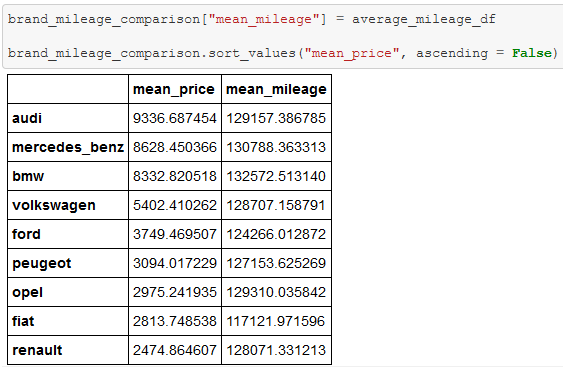 brand_mileage_comparison["mean_mileage"] = average_mileage_df
brand_mileage_comparison.sort_values("mean_price", ascending = False)
mean_price mean_mileage
audi 9336.687454 129157.386785
mercedes_benz 8628.450366 130788.363313
bmw 8332.820518 132572.513140
volkswagen 5402.410262 128707.158791
ford 3749.469507 124266.012872
peugeot 3094.017229 127153.625269
opel 2975.241935 129310.035842
fiat 2813.748538 117121.971596
renault 2474.864607 128071.331213